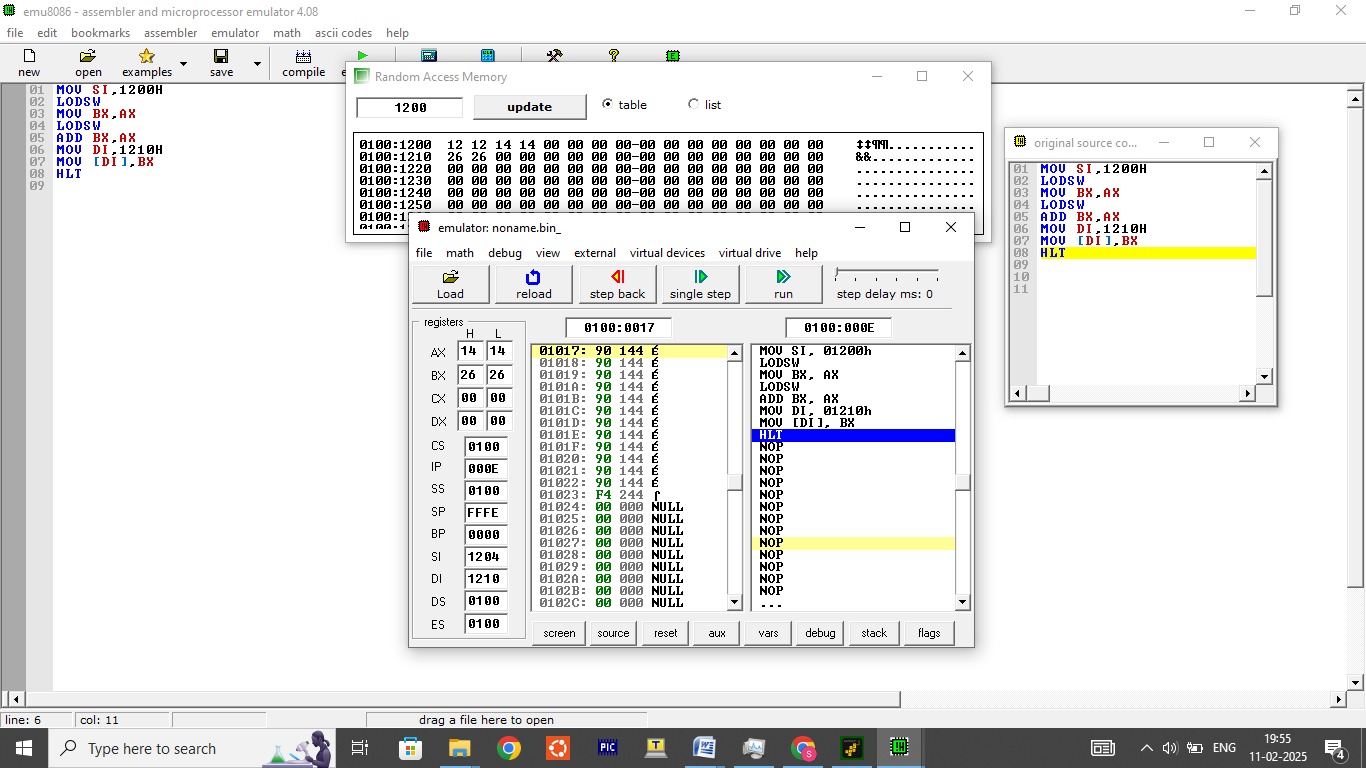 emu8086 - assembler and microprocessor emulator 4.08
file edit bookmarks assembler emulator math ascii codes help
new open examples save compile
01 MOV SI,1200H
02 LODSW
03 MOV BX,AX
04 LODSW
05 ADD BX,AX
06 MOV DI,1210H
07 MOV [DI],BX
08 HLT
09
Random Access Memory
1200 update table list
0100:1200 12 12 14 14 00 00 00 00-00 00 00 00 00 00 00 00 ↕↕¶¶............
0100:1210 26 26 00 00 00 00 00 00-00 00 00 00 00 00 00 00 &&..............
0100:1220 00 00 00 00 00 00 00 00-00 00 00 00 00 00 00 00 ................
0100:1230 00 00 00 00 00 00 00 00-00 00 00 00 00 00 00 00 ................
0100:1240 00 00 00 00 00 00 00 00-00 00 00 00 00 00 00 00 ................
0100:1250 00 00 00 00 00 00 00 00-00 00 00 00 00 00 00 00 ................
original source co...
01 MOV SI,1200H
02 LODSW
03 MOV BX,AX
04 LODSW
05 ADD BX,AX
06 MOV DI,1210H
07 MOV [DI],BX
08 HLT
09
10
11
emulator: noname.bin_
file math debug view external virtual devices virtual drive help
Load reload step back single step run step delay ms: 0
registers
H L
AX 14 14
BX 26 26
CX 00 00
DX 00 00
CS 0100
IP 000E
SS 0100
SP FFFE
BP 0000
SI 1204
DI 1210
DS 0100
ES 0100
0100:0017
01017: 90 144 É
01018: 90 144 É
01019: 90 144 É
0101A: 90 144 É
0101B: 90 144 É
0101C: 90 144 É
0101D: 90 144 É
0101E: 90 144 É
0101F: 90 144 É
01020: 90 144 É
01021: 90 144 É
01022: 90 144 É
01023: F4 244 ⌠
01024: 00 000 NULL
01025: 00 000 NULL
01026: 00 000 NULL
01027: 00 000 NULL
01028: 00 000 NULL
01029: 00 000 NULL
0102A: 00 000 NULL
0102B: 00 000 NULL
0102C: 00 000 NULL
0100:000E
MOV SI, 01200h
LODSW
MOV BX, AX
LODSW
ADD BX, AX
MOV DI, 01210h
MOV [DI], BX
HLT
NOP
NOP
NOP
NOP
NOP
NOP
NOP
NOP
NOP
NOP
NOP
NOP
NOP
...
screen source reset aux vars debug stack flags
line: 6 col: 11 drag a file here to open
Type here to search
PIC
ENG
19:55
11-02-2025
4